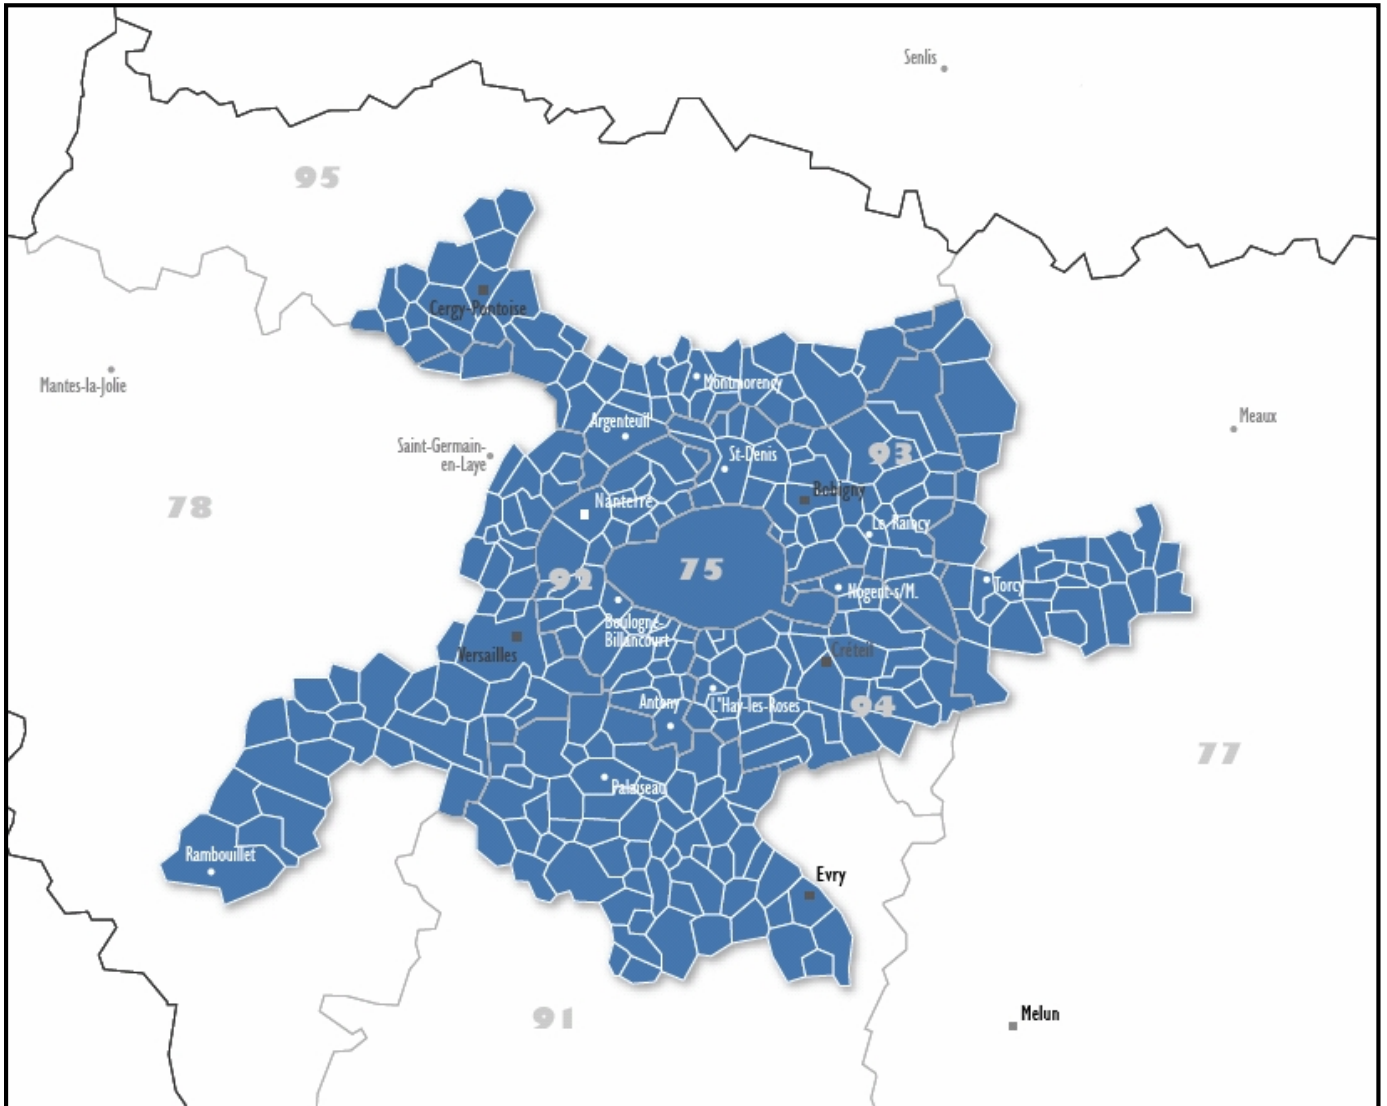 Senlis
95
Cergy-Pontoise
Mantes-la-Jolie
Montmorency
Argenteuil
Meaux
Saint-Germain-
en-Laye
St-Denis
93
Bobigny
78
Nanterre
Le Raincy
75
92
Torcy
Nogent-s/M.
Boulogne-
Billancourt
Versailles
Créteil
Antony
L'Hay-les-Roses
94
77
Palaiseau
Rambouillet
Evry
91
Melun